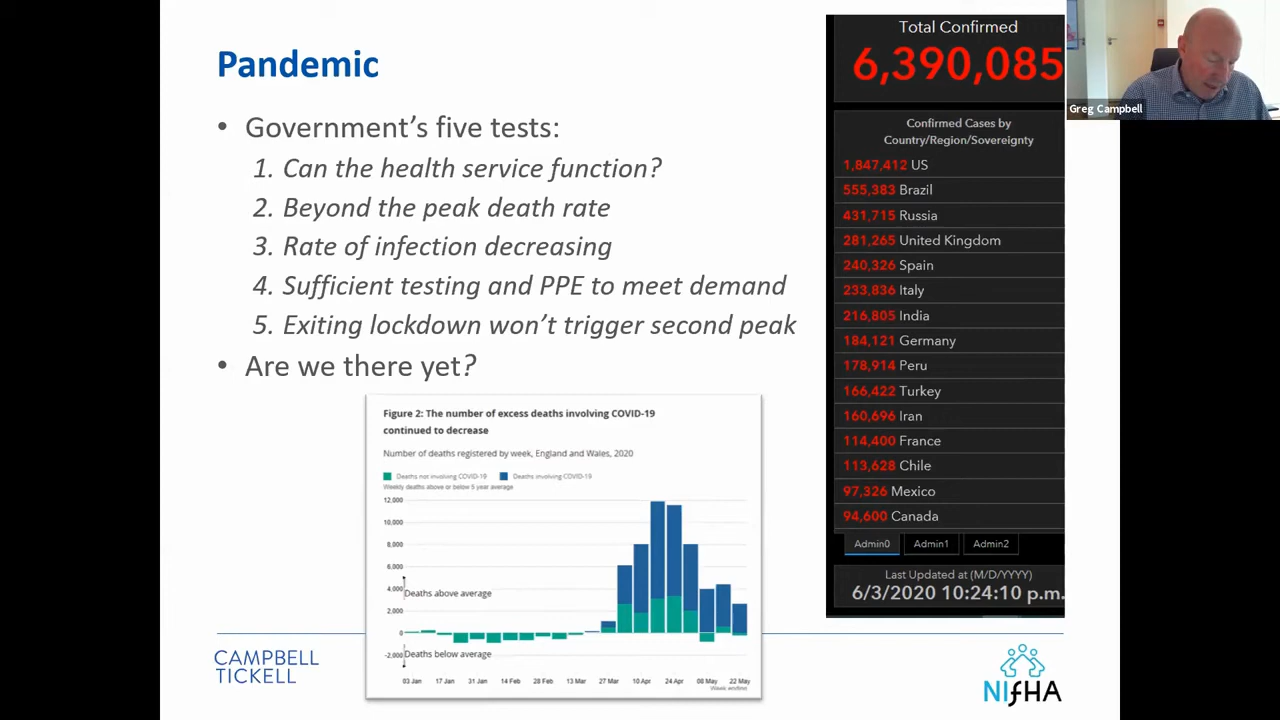 Pandemic
• Government's five tests:
1. Can the health service function?
2. Beyond the peak death rate
3. Rate of infection decreasing
4. Sufficient testing and PPE to meet demand
5. Exiting lockdown won't trigger second peak
• Are we there yet?
Figure 2: The number of excess deaths involving COVID-19
continued to decrease
Number of deaths registered by week, England and Wales, 2020
Deaths not involving COVID-19 Deaths involving COVID-19
Weekly deaths above or below 5 year average
12,000
10,000
8,000
6,000
4,000
Deaths above average
2,000
0
-2,000
Deaths below average
03 Jan 17 Jan 31 Jan 14 Feb 28 Feb 13 Mar 27 Mar 10 Apr 24 Apr 08 May 22 May
Week ending
CAMPBELL
TICKELL
NIfHA
Total Confirmed
6,390,085
Confirmed Cases by
Country/Region/Sovereignty
1,847,412 US
555,383 Brazil
431,715 Russia
281,265 United Kingdom
240,326 Spain
233,836 Italy
216,805 India
184,121 Germany
178,914 Peru
166,422 Turkey
160,696 Iran
114,400 France
113,628 Chile
97,326 Mexico
94,600 Canada
Admin0 Admin1 Admin2
Last Updated at (M/D/YYYY)
6/3/2020 10:24:10 p.m.
Greg Campbell